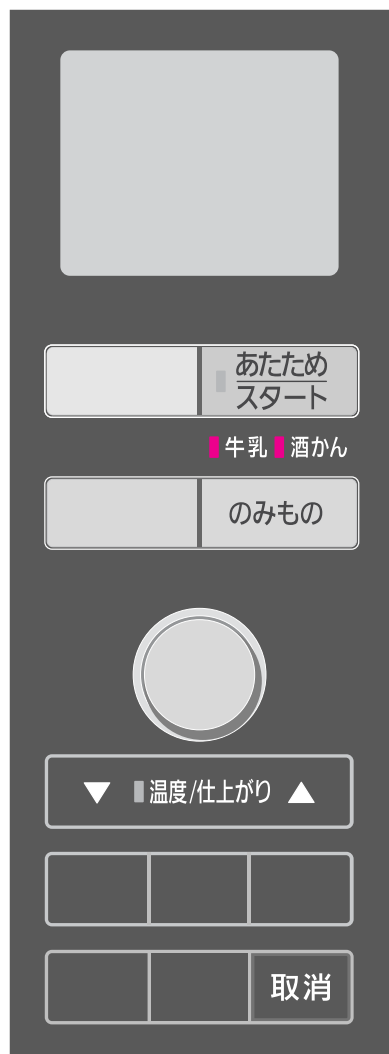 あたため
スタート
牛乳 酒かん
のみもの
▼ 温度/仕上がり ▲
取消